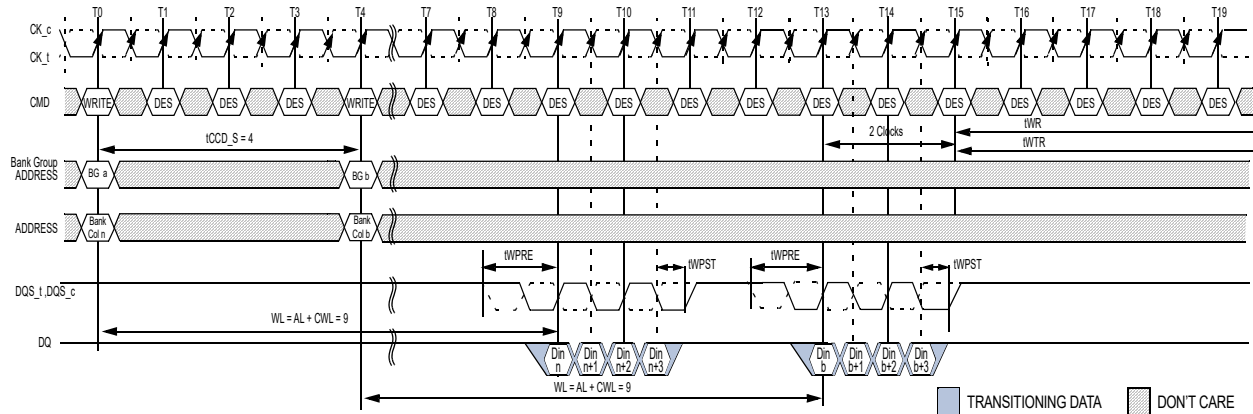 T0 T1 T2 T3 T4 T7 T8 T9 T10 T11 T12 T13 T14 T15 T16 T17 T18 T19
CK_c
CK_t
CMD WRITE DES DES DES WRITE DES DES DES DES DES DES DES DES DES DES DES DES DES
tCCD_S = 4
2 Clocks
tWR
tWTR
Bank Group
ADDRESS BG a BG b
ADDRESS Bank Col n Bank Col b
tWPRE tWPST tWPRE tWPST
DQS_t ,DQS_c
WL = AL + CWL = 9
DQ Din n Din n+1 Din n+2 Din n+3 Din b Din b+1 Din b+2 Din b+3
WL = AL + CWL = 9
TRANSITIONING DATA DON'T CARE